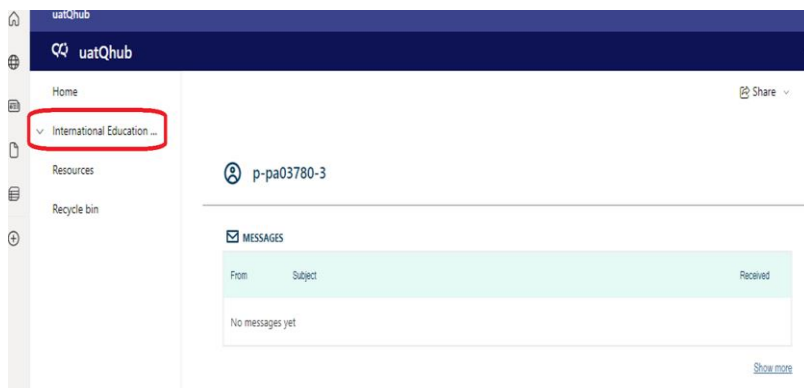 uatQhub
uatQhub
Home
Share
International Education ...
Resources
p-pa03780-3
Recycle bin
MESSAGES
From Subject Received
No messages yet
Show more